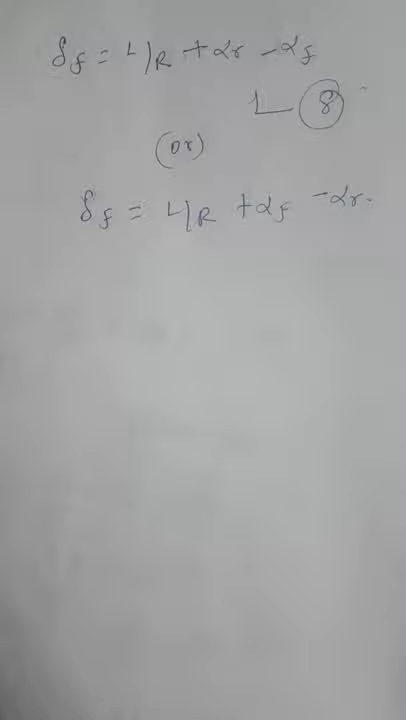 δf = L/R + αr - αf
L 8
(or)
δf = L/R + αf - αr.